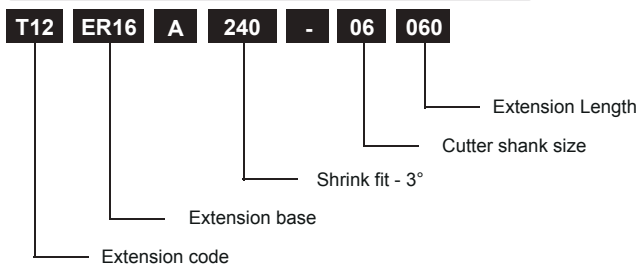 T12 ER16 A 240 - 06 060
Extension Length
Cutter shank size
Shrink fit - 3°
Extension base
Extension code